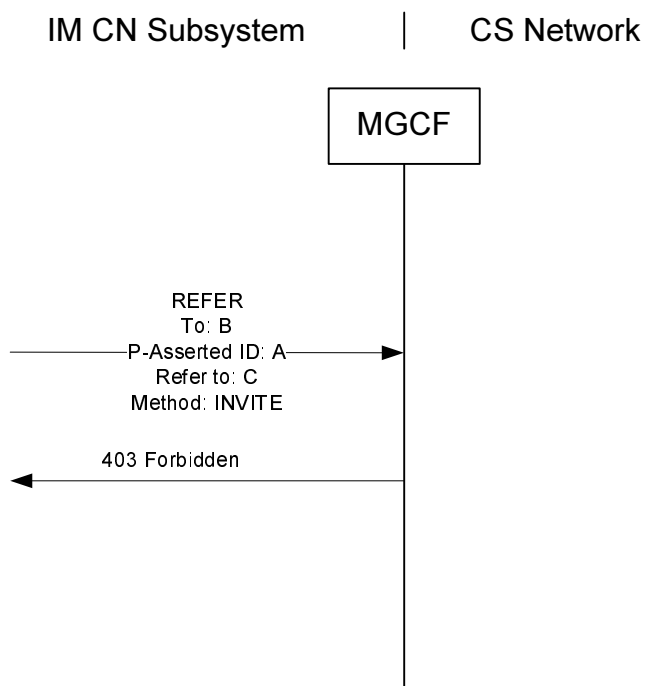 IM CN Subsystem | CS Network
MGCF
REFER
To: B
P-Asserted ID: A
Refer to: C
Method: INVITE
403 Forbidden